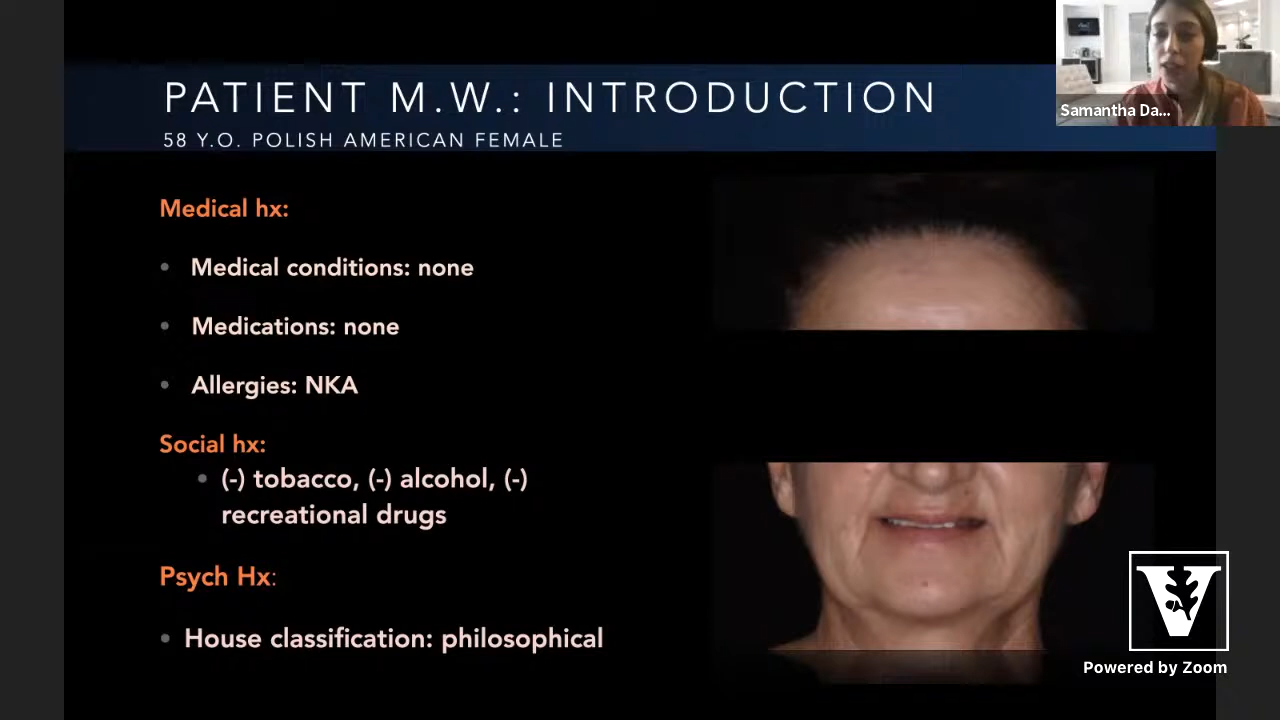 PATIENT M.W.: INTRODUCTION
58 Y.O. POLISH AMERICAN FEMALE
Samantha Da...
Medical hx:
• Medical conditions: none
• Medications: none
• Allergies: NKA
Social hx:
• (-) tobacco, (-) alcohol, (-)
recreational drugs
Psych Hx:
• House classification: philosophical
V
Powered by Zoom